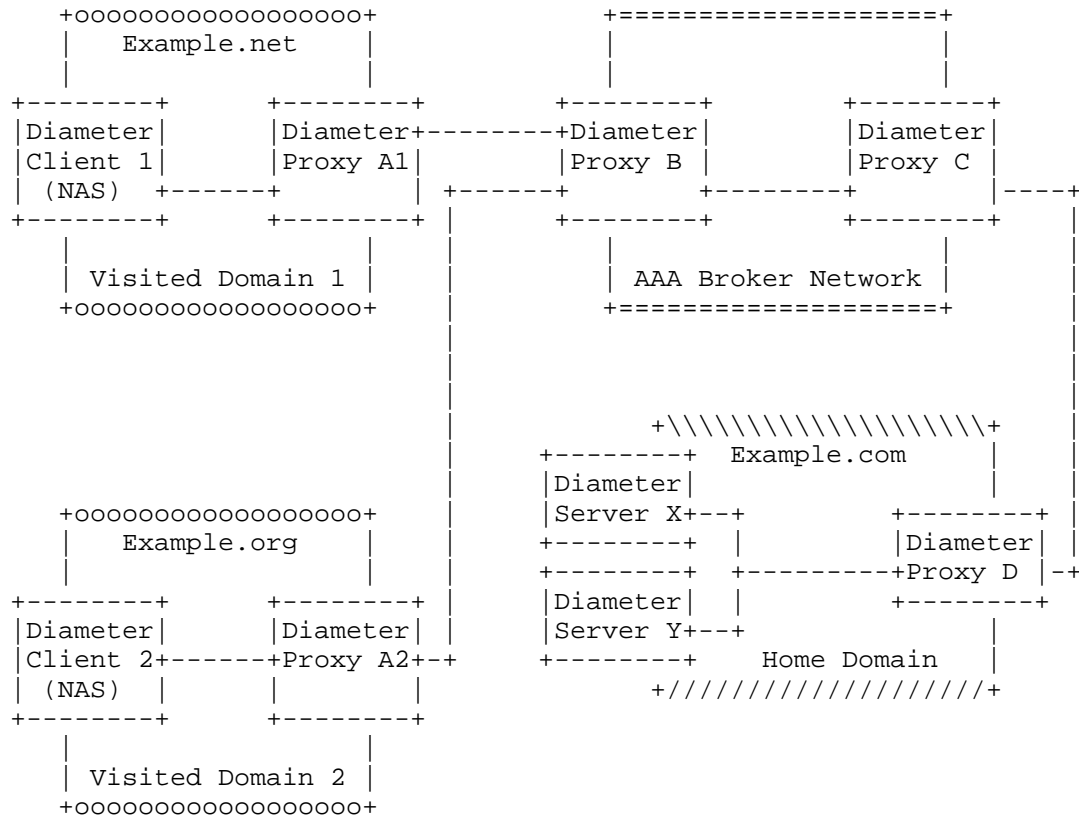 Example.net
Diameter
Client 1
(NAS)
Diameter
Proxy A1
Visited Domain 1
Diameter
Proxy B
Diameter
Proxy C
AAA Broker Network
Example.com
Diameter
Server X
Diameter
Server Y
Diameter
Proxy D
Home Domain
Example.org
Diameter
Client 2
(NAS)
Diameter
Proxy A2
Visited Domain 2